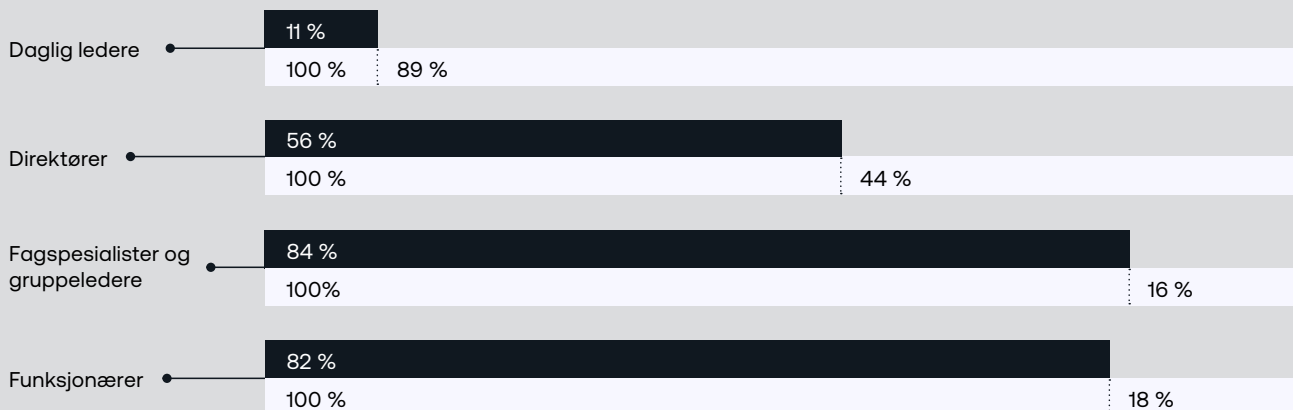 11 %
Daglig ledere
100 %
89 %
56 %
Direktører
100 %
44 %
84 %
Fagspesialister og
gruppeledere
100%
16 %
82 %
Funksjonærer
100 %
18 %